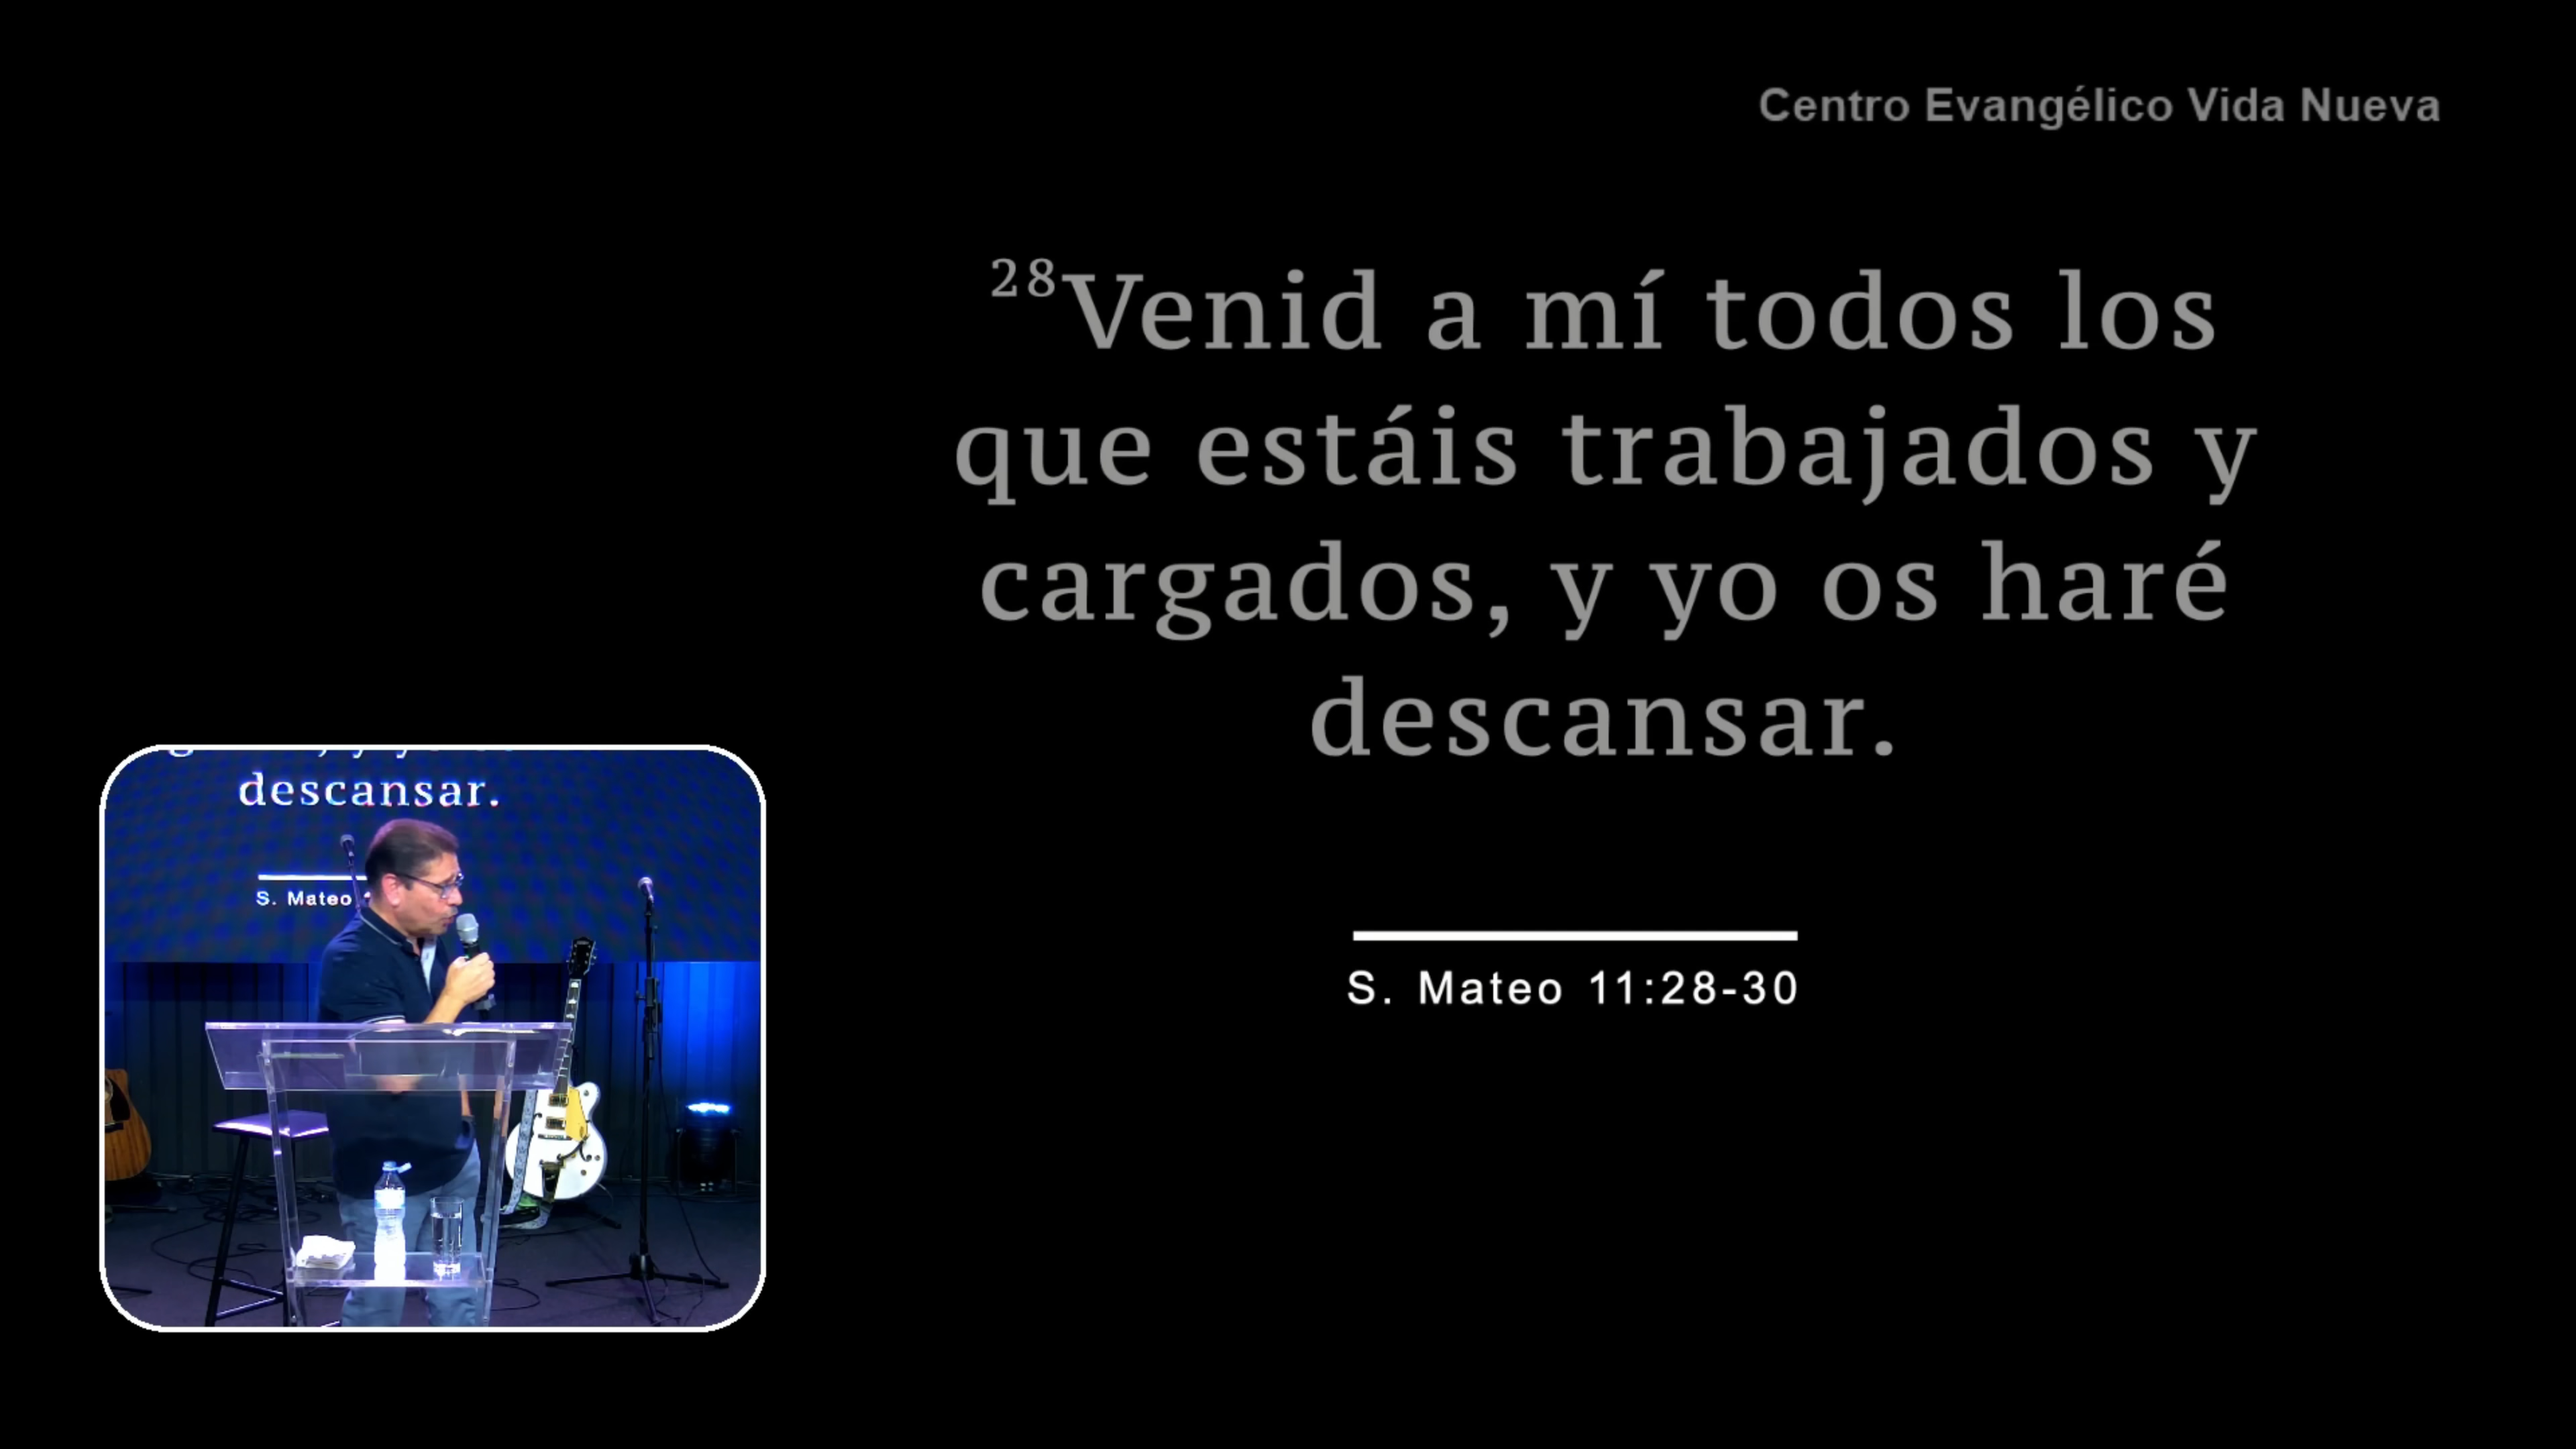 Centro Evangélico Vida Nueva
²⁸Venid a mí todos los
que estáis trabajados y
cargados, y yo os haré
descansar.
S. Mateo 11:28-30
descansar.
S. Mateo